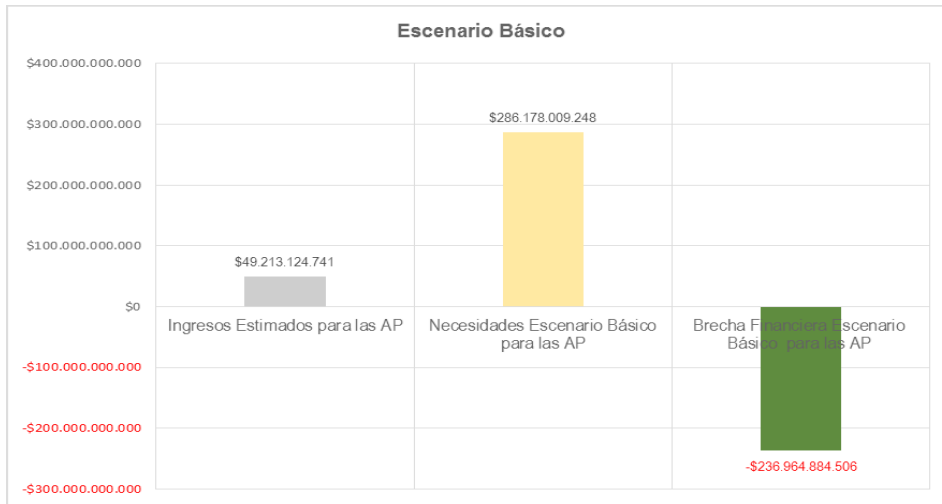 Escenario Básico
$400.000.000.000
$300.000.000.000
$200.000.000.000
$100.000.000.000
$0
-$100.000.000.000
-$200.000.000.000
-$300.000.000.000
$49.213.124.741
$286.178.009.248
-$236.964.884.506
Ingresos Estimados para las AP
Necesidades Escenario Básico
para las AP
Brecha Financiera Escenario
Básico para las AP